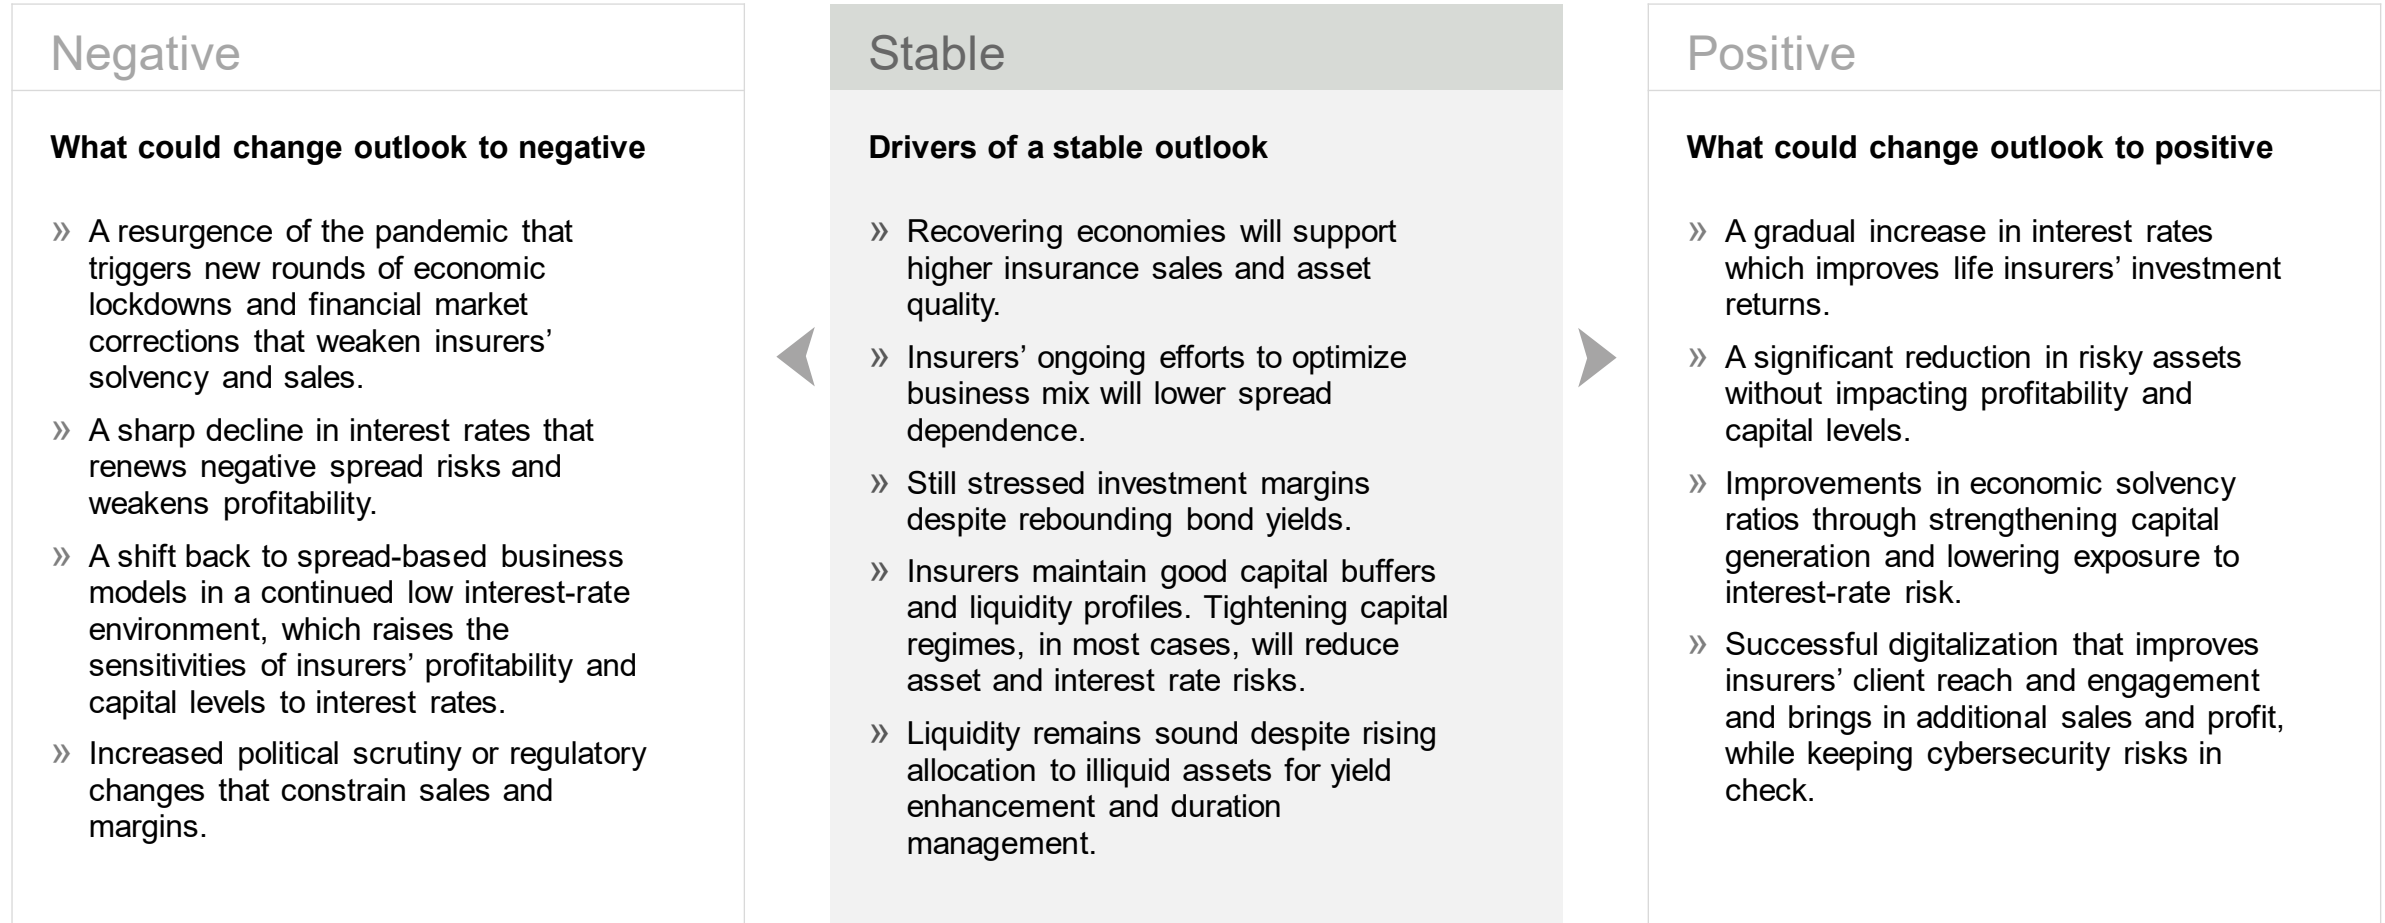 Negative
What could change outlook to negative
» A resurgence of the pandemic that
triggers new rounds of economic
lockdowns and financial market
corrections that weaken insurers’
solvency and sales.
» A sharp decline in interest rates that
renews negative spread risks and
weakens profitability.
» A shift back to spread-based business
models in a continued low interest-rate
environment, which raises the
sensitivities of insurers’ profitability and
capital levels to interest rates.
» Increased political scrutiny or regulatory
changes that constrain sales and
margins.
Stable
Drivers of a stable outlook
» Recovering economies will support
higher insurance sales and asset
quality.
» Insurers’ ongoing efforts to optimize
business mix will lower spread
dependence.
» Still stressed investment margins
despite rebounding bond yields.
» Insurers maintain good capital buffers
and liquidity profiles. Tightening capital
regimes, in most cases, will reduce
asset and interest rate risks.
» Liquidity remains sound despite rising
allocation to illiquid assets for yield
enhancement and duration
management.
Positive
What could change outlook to positive
» A gradual increase in interest rates
which improves life insurers’ investment
returns.
» A significant reduction in risky assets
without impacting profitability and
capital levels.
» Improvements in economic solvency
ratios through strengthening capital
generation and lowering exposure to
interest-rate risk.
» Successful digitalization that improves
insurers’ client reach and engagement
and brings in additional sales and profit,
while keeping cybersecurity risks in
check.